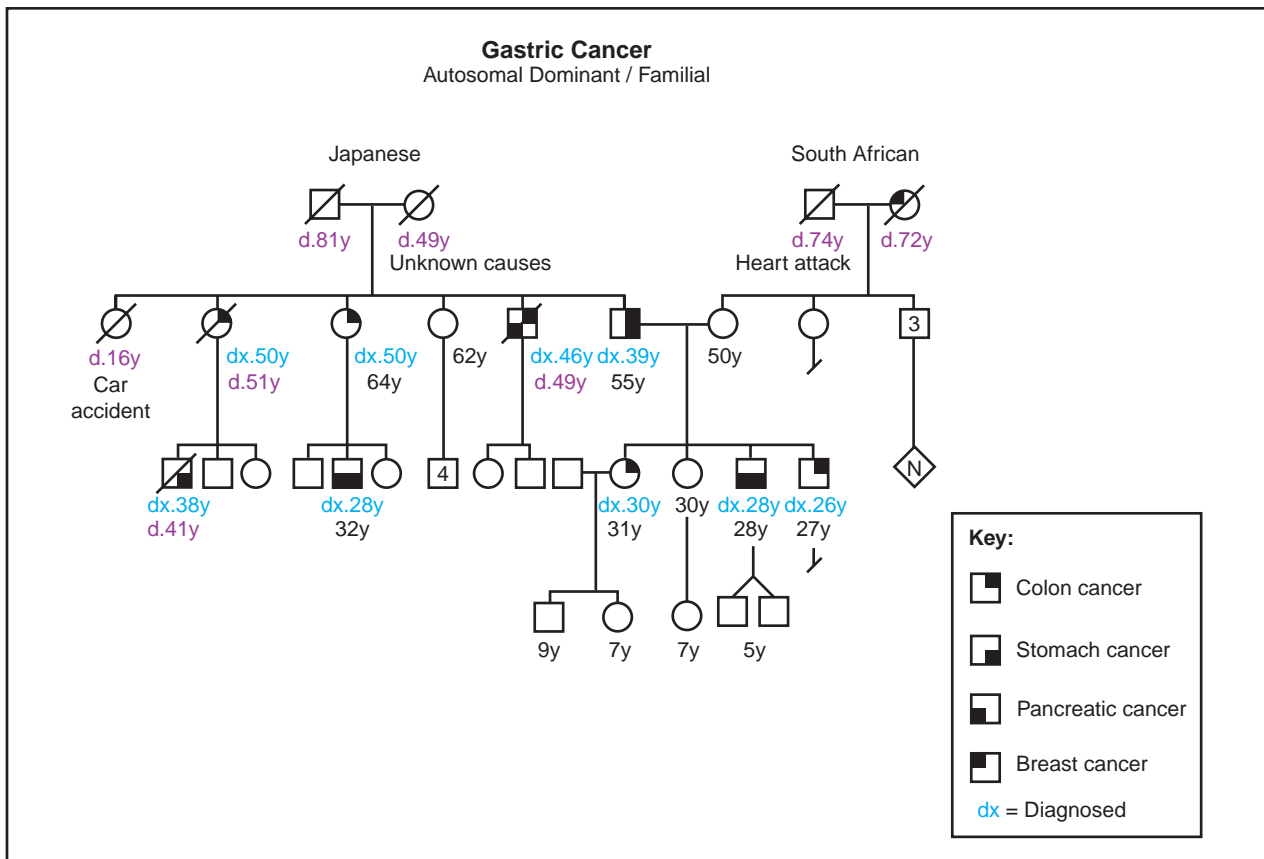 Gastric Cancer
Autosomal Dominant / Familial
Japanese
South African
d.81y
d.49y
d.74y
d.72y
Unknown causes
Heart attack
3
d.16y
Car
accident
dx.50y
d.51y
dx.50y
64y
62y
dx.46y
d.49y
dx.39y
55y
50y
4
N
dx.38y
d.41y
dx.28y
32y
dx.30y
31y
30y
dx.28y
28y
dx.26y
27y
9y
7y
7y
5y
Key:
Colon cancer
Stomach cancer
Pancreatic cancer
Breast cancer
dx = Diagnosed